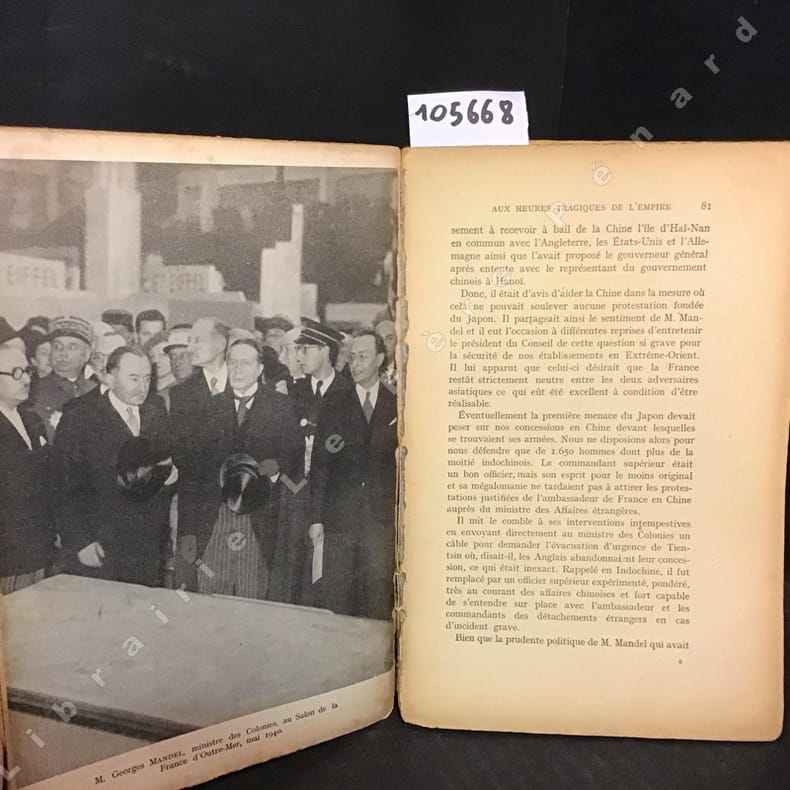 105668
EIFFEL
EIFFEL
M. Georges MANDEL, ministre des Colonies, au Salon de la
France d'Outre-Mer, mai 1940.
AUX HEURES TRAGIQUES DE L'EMPIRE 81
sement à recevoir à bail de la Chine l'île d'Haï-Nan
en commun avec l'Angleterre, les États-Unis et l'Alle-
magne ainsi que l'avait proposé le gouverneur général
après entente avec le représentant du gouvernement
chinois à Hanoï.
Donc, il était d'avis d'aider la Chine dans la mesure où
celà ne pouvait soulever aucune protestation fondée
du Japon. Il partageait ainsi le sentiment de M. Man-
del et il eut l'occasion à différentes reprises d'entretenir
le président du Conseil de cette question si grave pour
la sécurité de nos établissements en Extrême-Orient.
Il lui apparut que celui-ci désirait que la France
restât strictement neutre entre les deux adversaires
asiatiques ce qui eût été excellent à condition d'être
réalisable.
Éventuellement la première menace du Japon devait
peser sur nos concessions en Chine devant lesquelles
se trouvaient ses armées. Nous ne disposions alors pour
nous défendre que de 1.650 hommes dont plus de la
moitié indochinois. Le commandant supérieur était
un bon officier, mais son esprit pour le moins original
et sa mégalomanie ne tardaient pas à attirer les protes-
tations justifiées de l'ambassadeur de France en Chine
auprès du ministre des Affaires étrangères.
Il mit le comble à ses interventions intempestives
en envoyant directement au ministre des Colonies un
câble pour demander l'évacuation d'urgence de Tien-
tsin où, disait-il, les Anglais abandonnaient leur conces-
sion, ce qui était inexact. Rappelé en Indochine, il fut
remplacé par un officier supérieur expérimenté, pondéré,
très au courant des affaires chinoises et fort capable
de s'entendre sur place avec l'ambassadeur et les
commandants des détachements étrangers en cas
d'incident grave.
Bien que la prudente politique de M. Mandel qui avait
Librairie Le Père Pénard